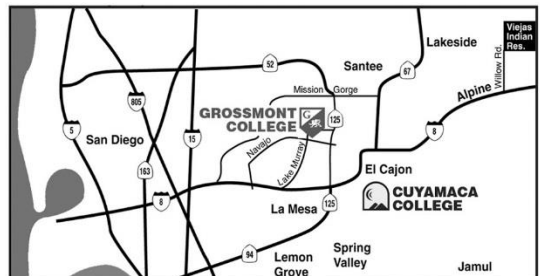 Viejas
Indian
Res.
Lakeside
Willow Rd.
52
Santee
67
Alpine
Mission Gorge
805
GROSSMONT
COLLEGE
G
125
5
San Diego
15
Navajo
8
163
Lake Murray
El Cajon
CUYAMACA
COLLEGE
8
La Mesa
125
94
Lemon
Grove
Spring
Valley
Jamul